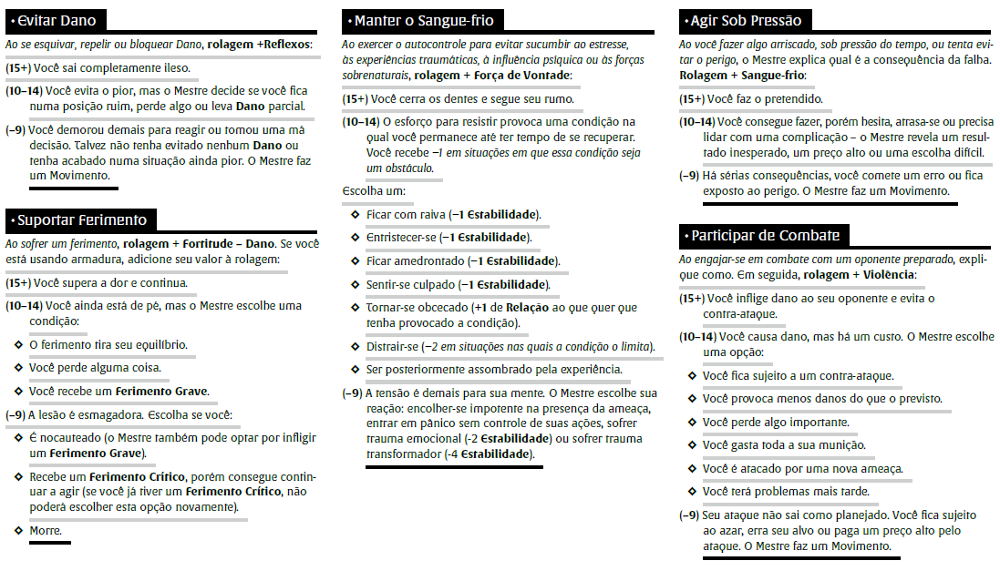 • Evitar Dano
Ao se esquivar, repelir ou bloquear Dano, rolagem +Reflexos:
(15+) Você sai completamente ileso.
(10–14) Você evita o pior, mas o Mestre decide se você fica
numa posição ruim, perde algo ou leva Dano parcial.
(–9) Você demorou demais para reagir ou tomou uma má
decisão. Talvez não tenha evitado nenhum Dano ou
tenha acabado numa situação ainda pior. O Mestre faz
um Movimento.
• Suportar Ferimento
Ao sofrer um ferimento, rolagem + Fortitude – Dano. Se você
está usando armadura, adicione seu valor à rolagem:
(15+) Você supera a dor e continua.
(10–14) Você ainda está de pé, mas o Mestre escolhe uma
condição:
◇ O ferimento tira seu equilíbrio.
◇ Você perde alguma coisa.
◇ Você recebe um Ferimento Grave.
(–9) A lesão é esmagadora. Escolha se você:
◇ É nocauteado (o Mestre também pode optar por infligir
um Ferimento Grave).
◇ Recebe um Ferimento Crítico, porém consegue contin-
uar a agir (se você já tiver um Ferimento Crítico, não
poderá escolher esta opção novamente).
◇ Morre.
• Manter o Sangue-frio
Ao exercer o autocontrole para evitar sucumbir ao estresse,
às experiências traumáticas, à influência psíquica ou às forças
sobrenaturais, rolagem + Força de Vontade:
(15+) Você cerra os dentes e segue seu rumo.
(10–14) O esforço para resistir provoca uma condição na
qual você permanece até ter tempo de se recuperar.
Você recebe –1 em situações em que essa condição seja
um obstáculo.
Escolha um:
◇ Ficar com raiva (–1 Estabilidade).
◇ Entristecer-se (–1 Estabilidade).
◇ Ficar amedrontado (–1 Estabilidade).
◇ Sentir-se culpado (–1 Estabilidade).
◇ Tornar-se obcecado (+1 de Relação ao que quer que
tenha provocado a condição).
◇ Distrair-se (–2 em situações nas quais a condição o limita).
◇ Ser posteriormente assombrado pela experiência.
(–9) A tensão é demais para sua mente. O Mestre escolhe sua
reação: encolher-se impotente na presença da ameaça,
entrar em pânico sem controle de suas ações, sofrer
trauma emocional (-2 Estabilidade) ou sofrer trauma
transformador (-4 Estabilidade).
• Agir Sob Pressão
Ao você fazer algo arriscado, sob pressão do tempo, ou tenta evi-
tar o perigo, o Mestre explica qual é a consequência da falha.
Rolagem + Sangue-frio:
(15+) Você faz o pretendido.
(10–14) Você consegue fazer, porém hesita, atrasa-se ou precisa
lidar com uma complicação – o Mestre revela um resul-
tado inesperado, um preço alto ou uma escolha difícil.
(–9) Há sérias consequências, você comete um erro ou fica
exposto ao perigo. O Mestre faz um Movimento.
• Participar de Combate
Ao engajar-se em combate com um oponente preparado, expli-
que como. Em seguida, rolagem + Violência:
(15+) Você inflige dano ao seu oponente e evita o
contra-ataque.
(10–14) Você causa dano, mas há um custo. O Mestre escolhe
uma opção:
◇ Você fica sujeito a um contra-ataque.
◇ Você provoca menos danos do que o previsto.
◇ Você perde algo importante.
◇ Você gasta toda a sua munição.
◇ Você é atacado por uma nova ameaça.
◇ Você terá problemas mais tarde.
(–9) Seu ataque não sai como planejado. Você fica sujeito
ao azar, erra seu alvo ou paga um preço alto pelo
ataque. O Mestre faz um Movimento.